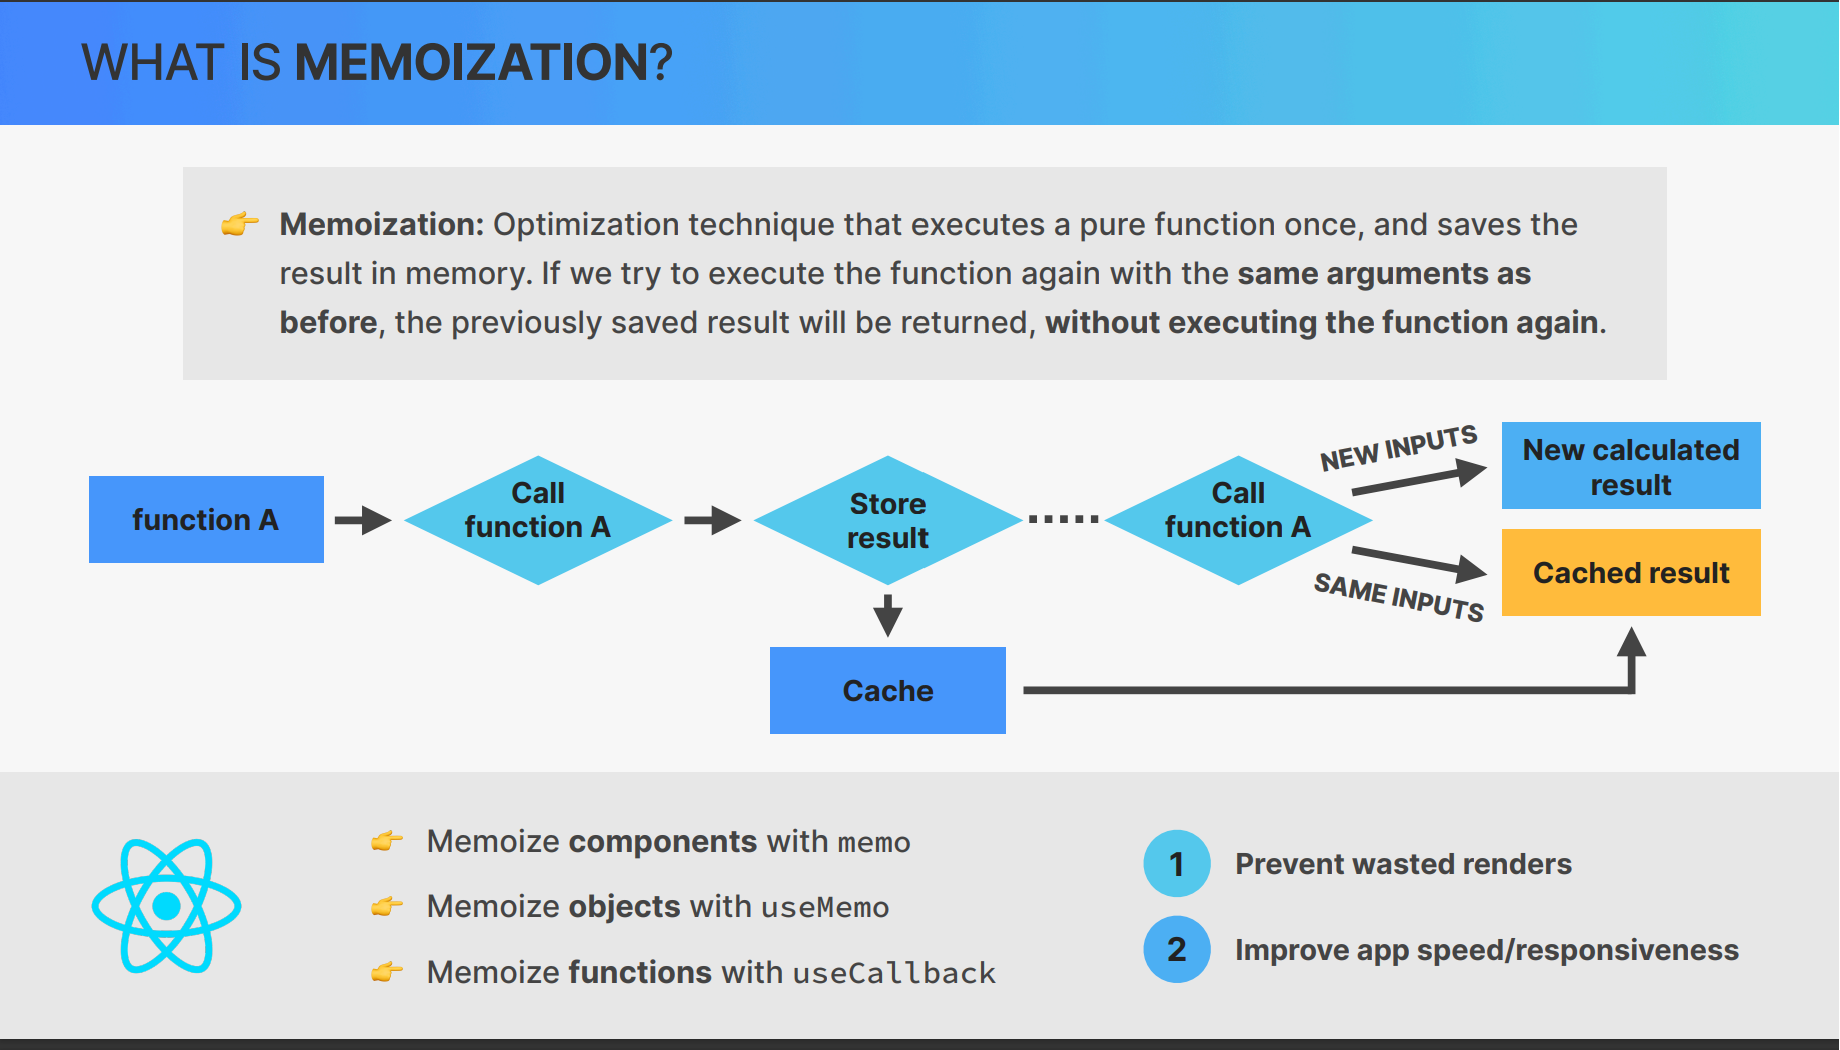 WHAT IS MEMOIZATION?
👉 Memoization: Optimization technique that executes a pure function once, and saves the
result in memory. If we try to execute the function again with the same arguments as
before, the previously saved result will be returned, without executing the function again.
function A
Call
function A
Store
result
Call
function A
NEW INPUTS
New calculated
result
SAME INPUTS
Cached result
Cache
👉 Memoize components with memo
👉 Memoize objects with useMemo
👉 Memoize functions with useCallback
1 Prevent wasted renders
2 Improve app speed/responsiveness